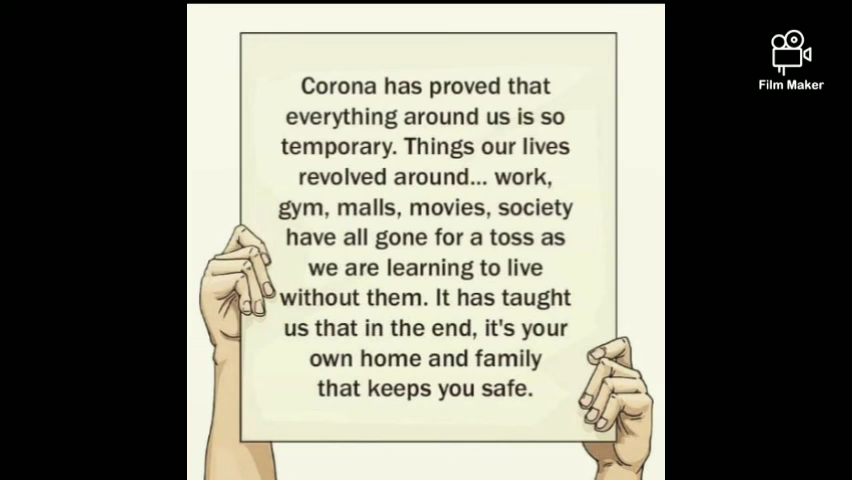 Corona has proved that
everything around us is so
temporary. Things our lives
revolved around... work,
gym, malls, movies, society
have all gone for a toss as
we are learning to live
without them. It has taught
us that in the end, it's your
own home and family
that keeps you safe.
Film Maker